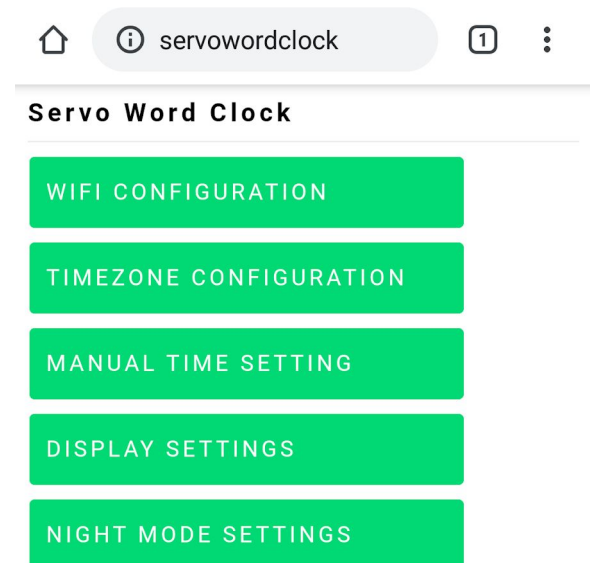 servowordclock
1
Servo Word Clock
WIFI CONFIGURATION
TIMEZONE CONFIGURATION
MANUAL TIME SETTING
DISPLAY SETTINGS
NIGHT MODE SETTINGS